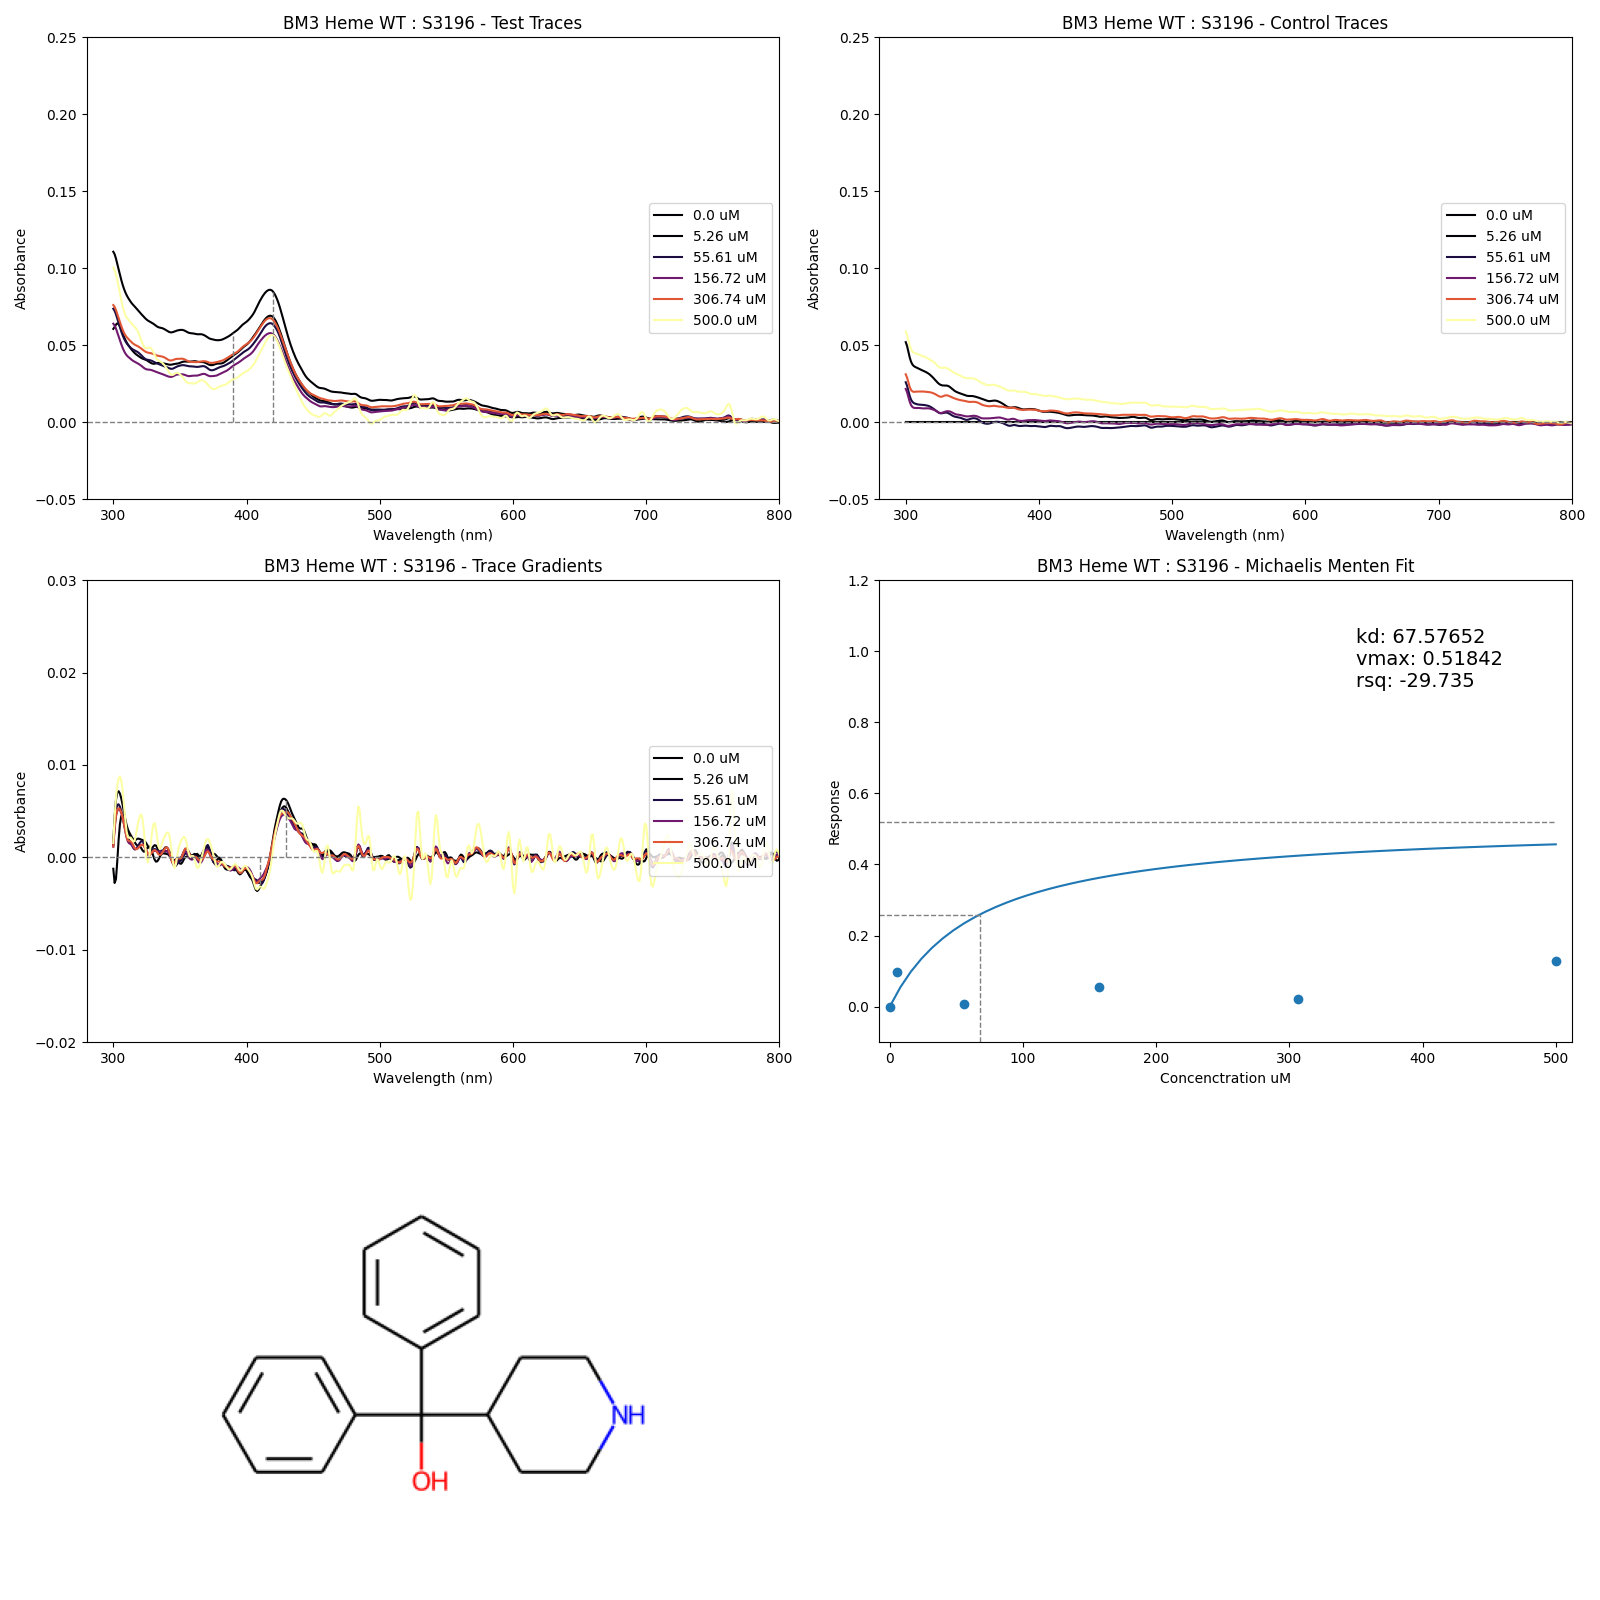 BM3 Heme WT : S3196 - Test Traces
0.25
0.20
0.15
0.10
0.05
0.00
−0.05
Absorbance
300
400
500
600
700
800
Wavelength (nm)
0.0 uM
5.26 uM
55.61 uM
156.72 uM
306.74 uM
500.0 uM
BM3 Heme WT : S3196 - Control Traces
0.25
0.20
0.15
0.10
0.05
0.00
−0.05
Absorbance
300
400
500
600
700
800
Wavelength (nm)
0.0 uM
5.26 uM
55.61 uM
156.72 uM
306.74 uM
500.0 uM
BM3 Heme WT : S3196 - Trace Gradients
0.03
0.02
0.01
0.00
−0.01
−0.02
Absorbance
300
400
500
600
700
800
Wavelength (nm)
0.0 uM
5.26 uM
55.61 uM
156.72 uM
306.74 uM
500.0 uM
BM3 Heme WT : S3196 - Michaelis Menten Fit
1.2
1.0
0.8
0.6
0.4
0.2
0.0
Response
0
100
200
300
400
500
Concenctration uM
kd: 67.57652
vmax: 0.51842
rsq: -29.735
NH
OH